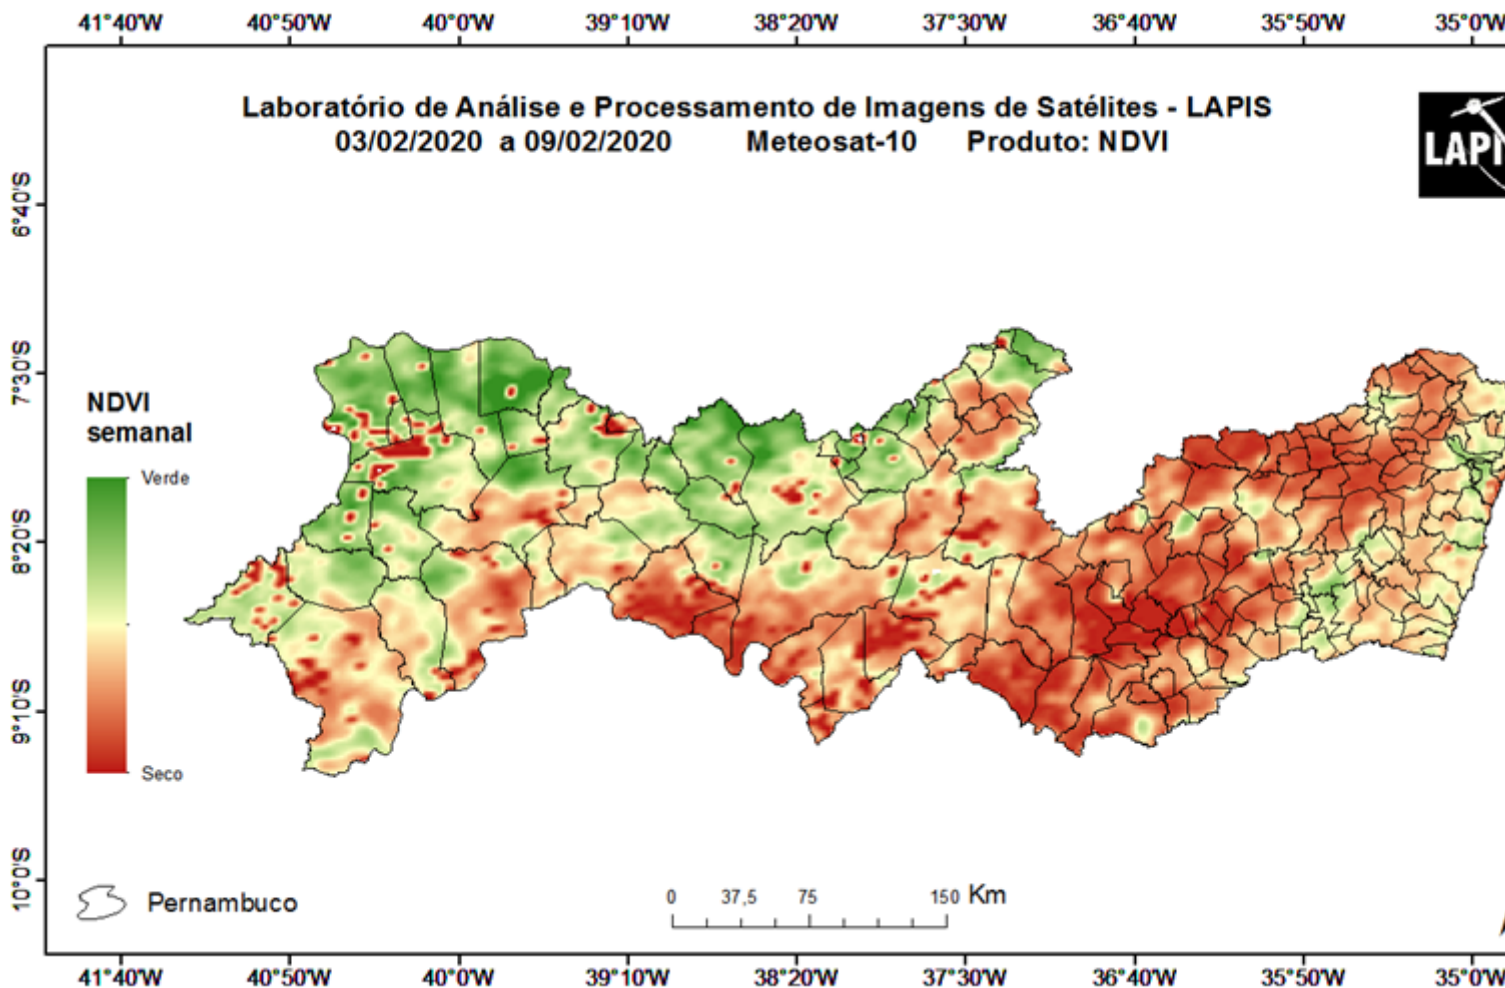 41°40'W 40°50'W 40°0'W 39°10'W 38°20'W 37°30'W 36°40'W 35°50'W 35°0'W
Laboratório de Análise e Processamento de Imagens de Satélites - LAPIS
03/02/2020 a 09/02/2020 Meteosat-10 Produto: NDVI
LAPI
6°40'S
7°30'S
8°20'S
9°10'S
10°0'S
NDVI
semanal
Verde
Seco
Pernambuco
0 37,5 75 150 Km
41°40'W 40°50'W 40°0'W 39°10'W 38°20'W 37°30'W 36°40'W 35°50'W 35°0'W